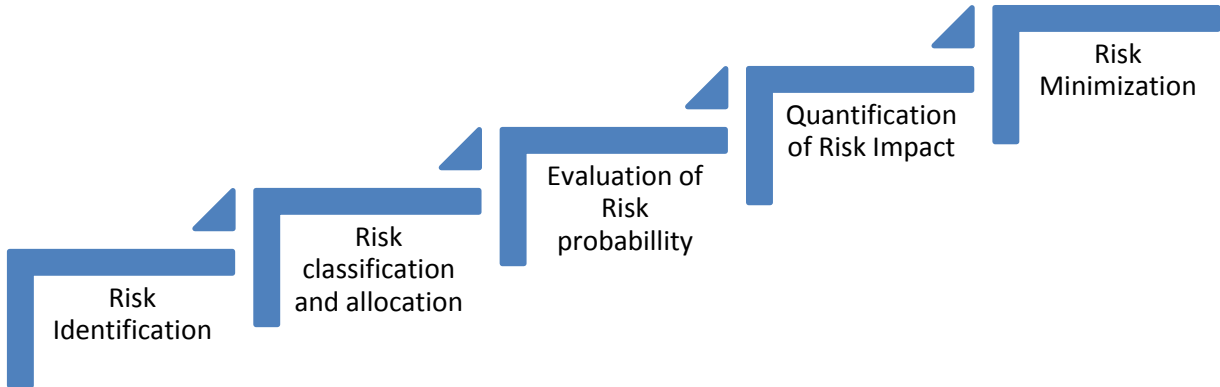 Risk
Identification
Risk
classification
and allocation
Evaluation of
Risk
probabillity
Quantification
of Risk Impact
Risk
Minimization